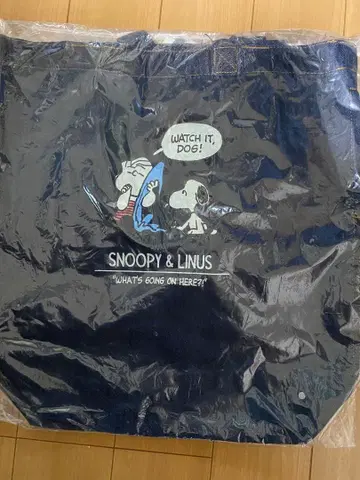 WATCH IT,
DOG!
SNOOPY & LINUS
"WHAT'S GOING ON HERE?!"